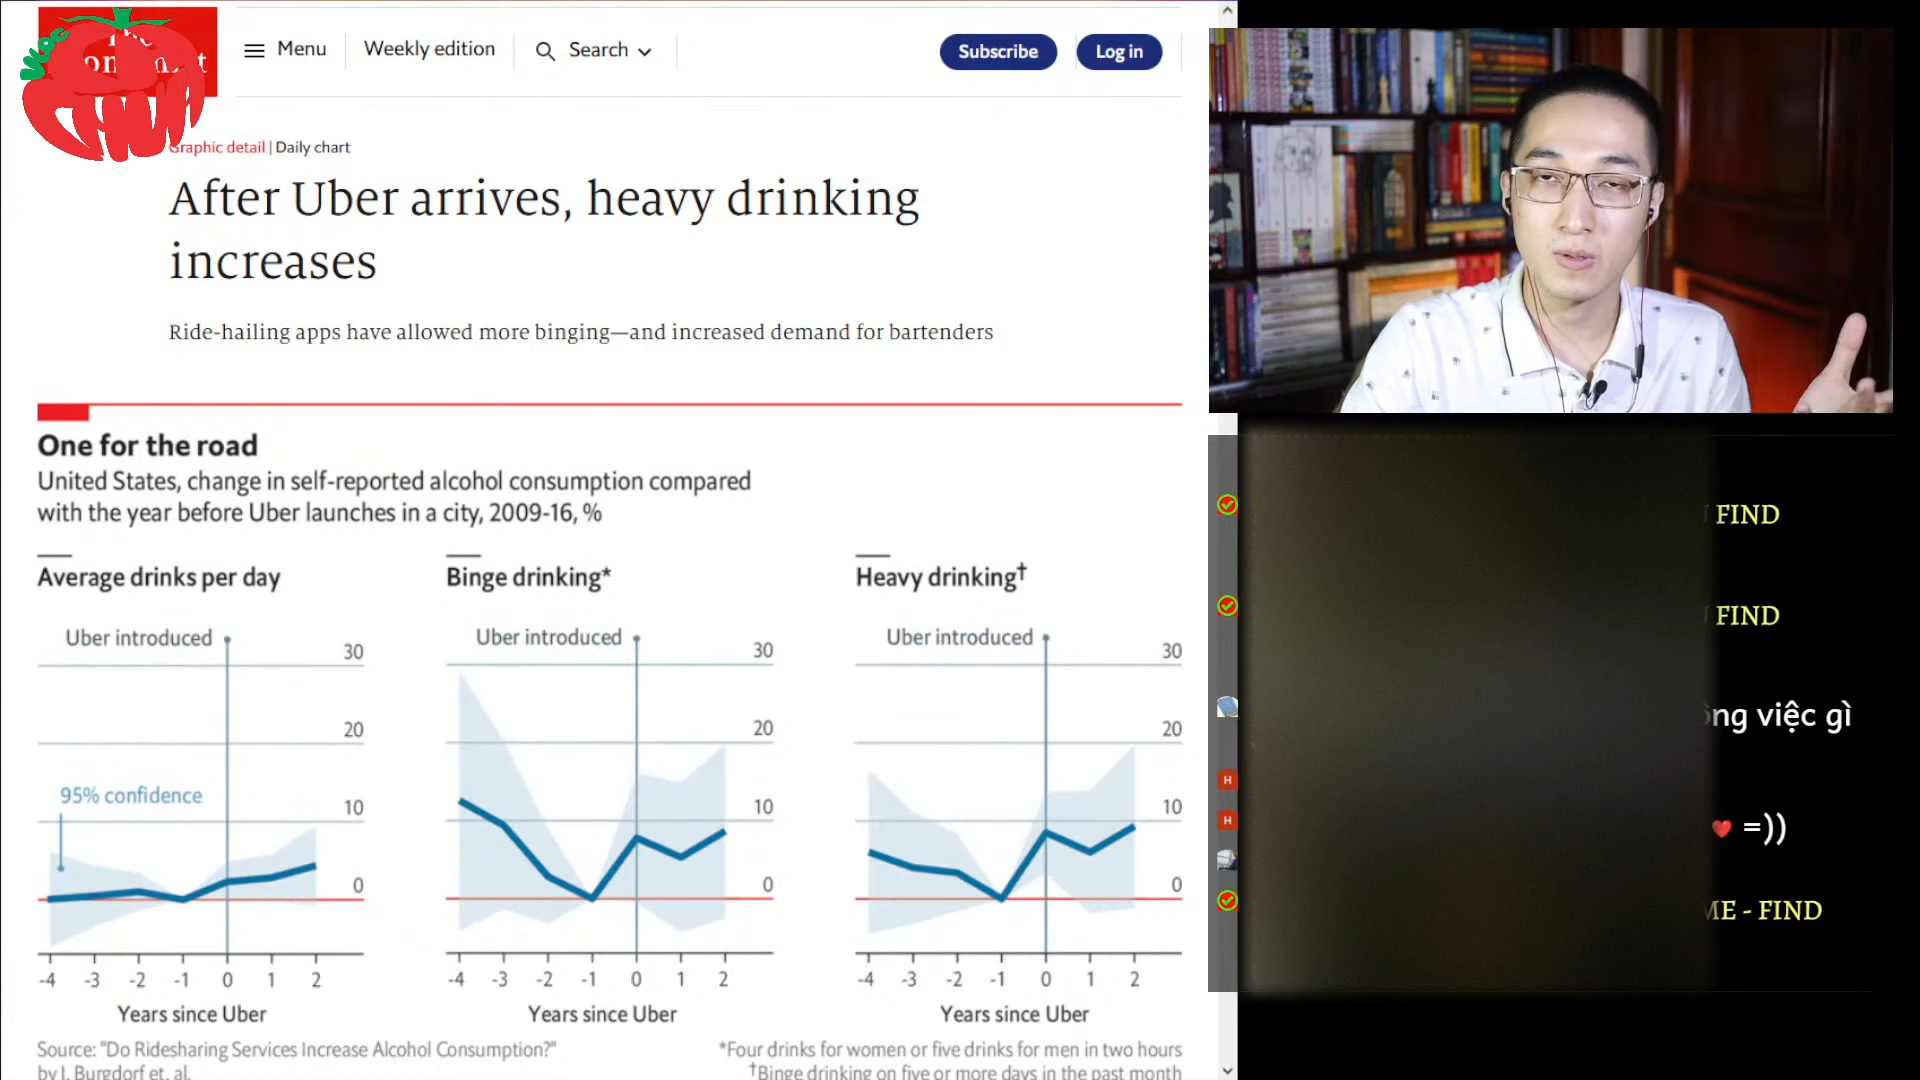 Menu
Weekly edition
Search
Subscribe
Log in
Graphic detail | Daily chart
After Uber arrives, heavy drinking
increases
Ride-hailing apps have allowed more binging—and increased demand for bartenders
One for the road
United States, change in self-reported alcohol consumption compared
with the year before Uber launches in a city, 2009-16, %
Average drinks per day
Uber introduced
30
20
10
0
95% confidence
-4 -3 -2 -1 0 1 2
Years since Uber
Binge drinking*
Uber introduced
30
20
10
0
-4 -3 -2 -1 0 1 2
Years since Uber
Heavy drinking†
Uber introduced
30
20
10
0
-4 -3 -2 -1 0 1 2
Years since Uber
Source: "Do Ridesharing Services Increase Alcohol Consumption?"
by J. Burgdorf et. al.
*Four drinks for women or five drinks for men in two hours
†Binge drinking on five or more days in the past month
FIND
FIND
việc gì
H
H
=))
- FIND